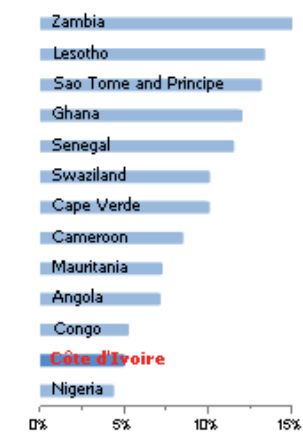 Zambia
Lesotho
Sao Tome and Principe
Ghana
Senegal
Swaziland
Cape Verde
Cameroon
Mauritania
Angola
Congo
Côte d'Ivoire
Nigeria
0% 5% 10% 15%